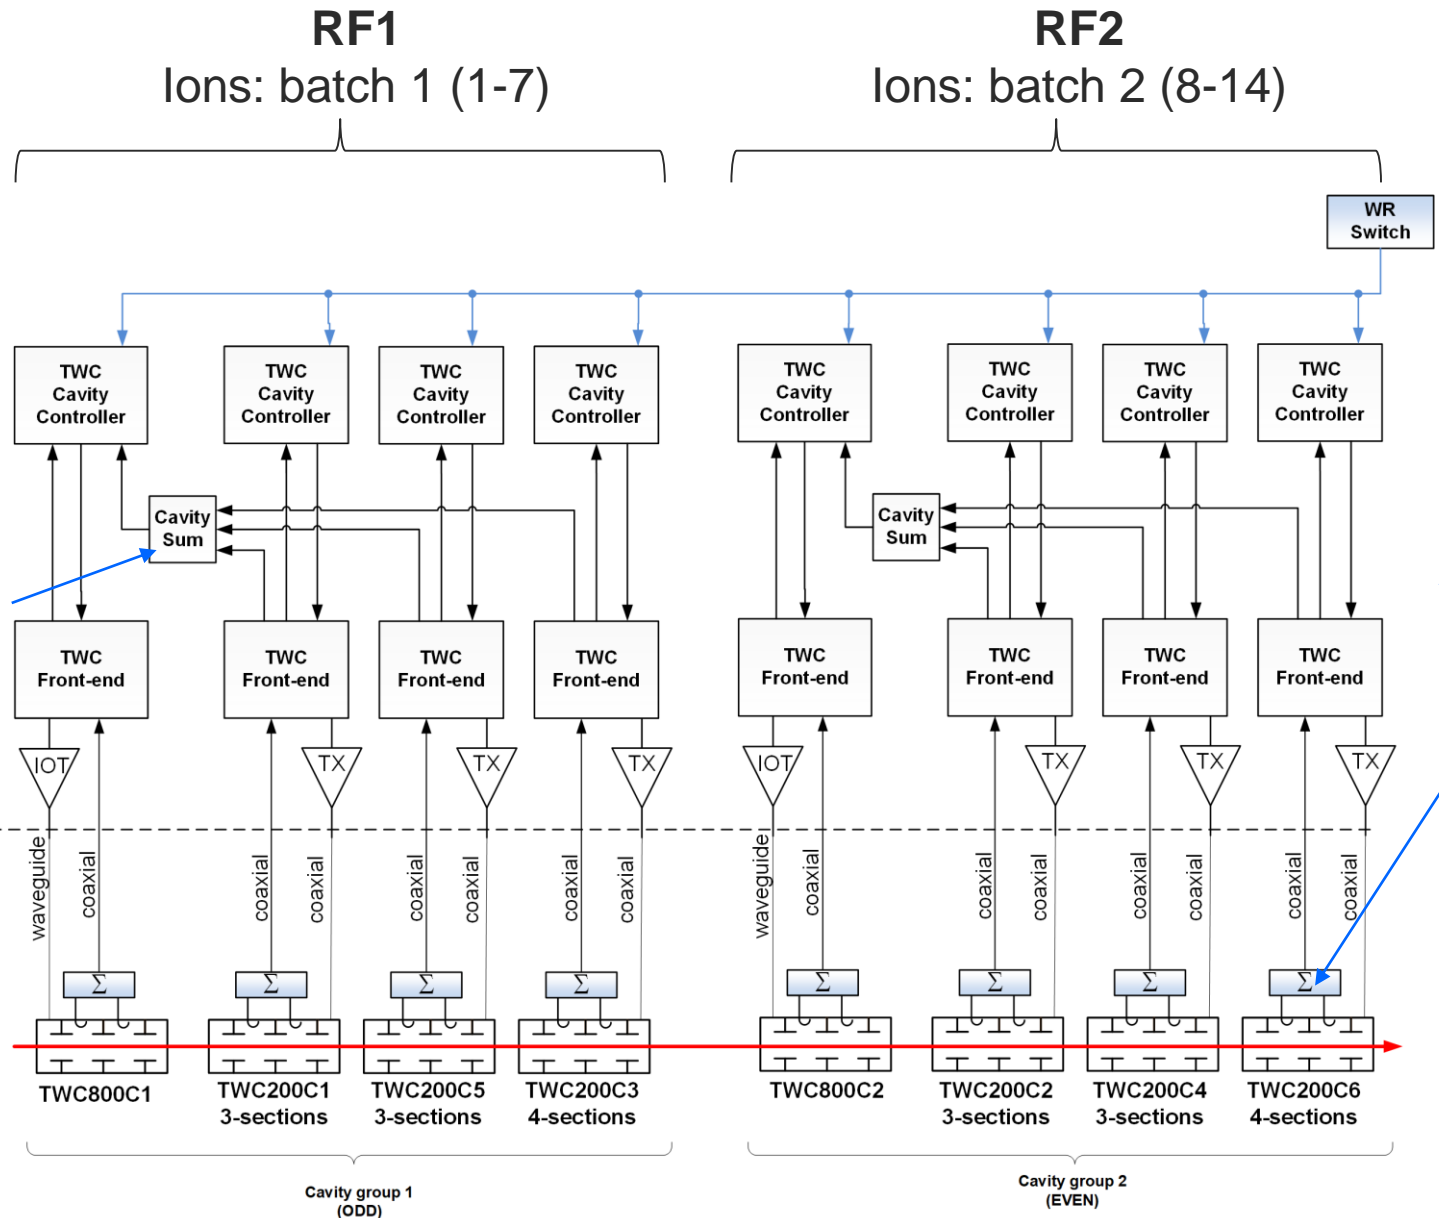 RF1
Ions: batch 1 (1-7)
RF2
Ions: batch 2 (8-14)
WR
Switch
TWC
Cavity
Controller
TWC
Cavity
Controller
TWC
Cavity
Controller
TWC
Cavity
Controller
TWC
Cavity
Controller
TWC
Cavity
Controller
TWC
Cavity
Controller
TWC
Cavity
Controller
Cavity
Sum
Cavity
Sum
TWC
Front-end
TWC
Front-end
TWC
Front-end
TWC
Front-end
TWC
Front-end
TWC
Front-end
TWC
Front-end
TWC
Front-end
IOT
TX
TX
TX
IOT
TX
TX
TX
waveguide
coaxial
coaxial
coaxial
coaxial
coaxial
coaxial
coaxial
waveguide
coaxial
coaxial
coaxial
coaxial
coaxial
coaxial
coaxial
Σ
Σ
Σ
Σ
Σ
Σ
Σ
Σ
TWC800C1
TWC200C1
3-sections
TWC200C5
3-sections
TWC200C3
4-sections
TWC800C2
TWC200C2
3-sections
TWC200C4
3-sections
TWC200C6
4-sections
Cavity group 1
(ODD)
Cavity group 2
(EVEN)